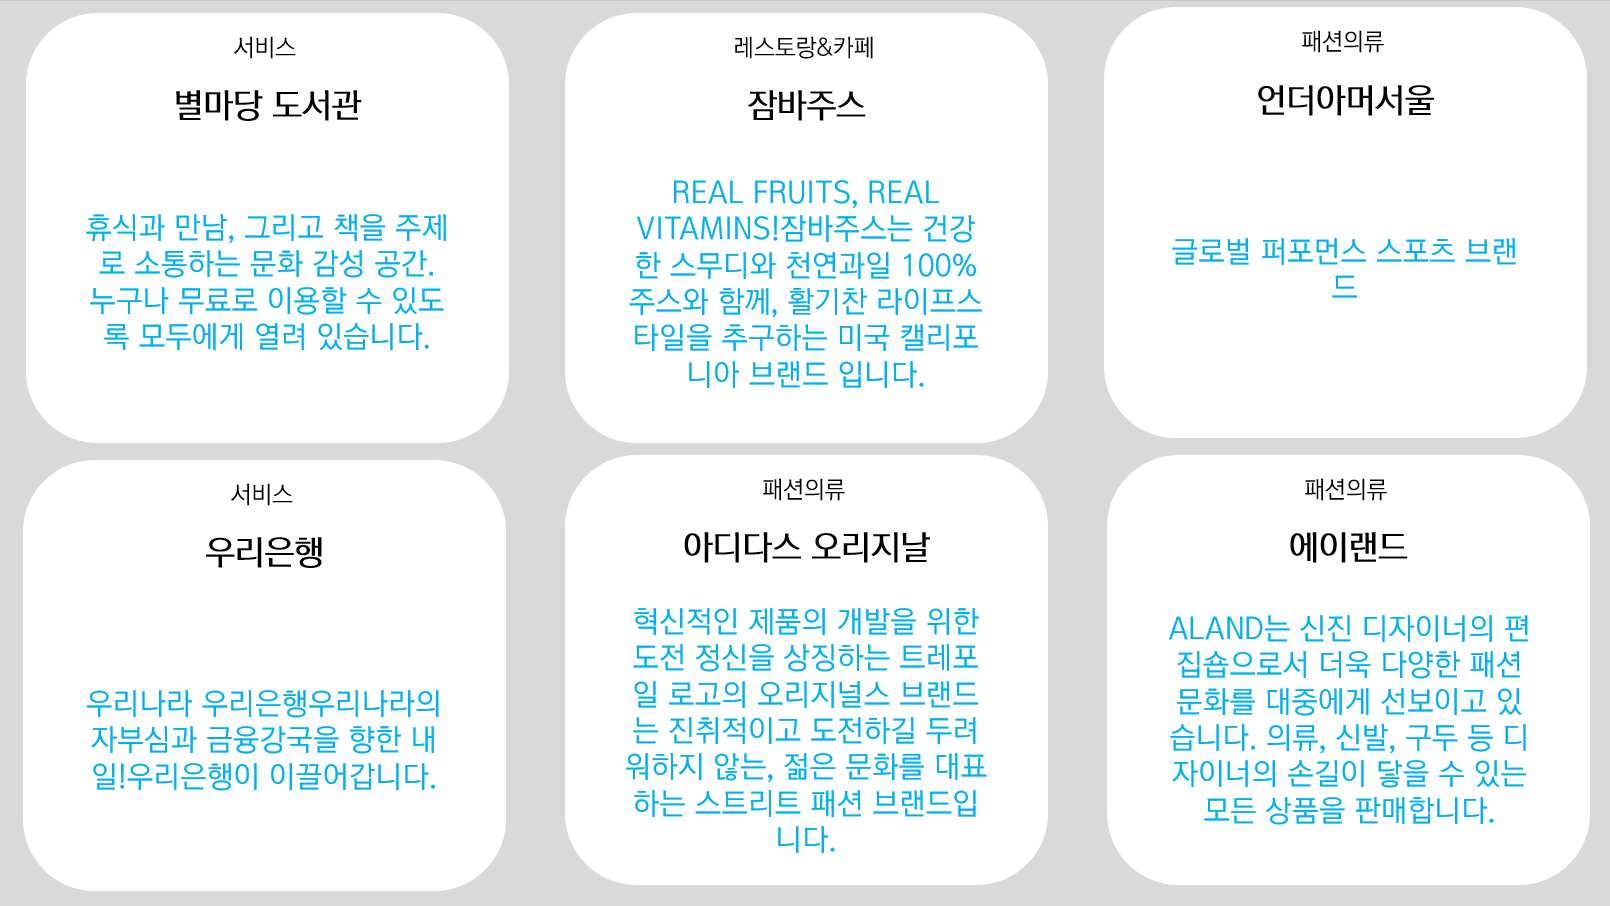 서비스
별마당 도서관
휴식과 만남, 그리고 책을 주제
로 소통하는 문화 감성 공간.
누구나 무료로 이용할 수 있도
록 모두에게 열려 있습니다.
레스토랑&카페
잠바주스
REAL FRUITS, REAL
VITAMINS!잠바주스는 건강
한 스무디와 천연과일 100%
주스와 함께, 활기찬 라이프스
타일을 추구하는 미국 캘리포
니아 브랜드 입니다.
패션의류
언더아머서울
글로벌 퍼포먼스 스포츠 브랜
드
서비스
우리은행
우리나라 우리은행우리나라의
자부심과 금융강국을 향한 내
일!우리은행이 이끌어갑니다.
패션의류
아디다스 오리지날
혁신적인 제품의 개발을 위한
도전 정신을 상징하는 트레포
일 로고의 오리지널스 브랜드
는 진취적이고 도전하길 두려
워하지 않는, 젊은 문화를 대표
하는 스트리트 패션 브랜드입
니다.
패션의류
에이랜드
ALAND는 신진 디자이너의 편
집숍으로서 더욱 다양한 패션
문화를 대중에게 선보이고 있
습니다. 의류, 신발, 구두 등 디
자이너의 손길이 닿을 수 있는
모든 상품을 판매합니다.